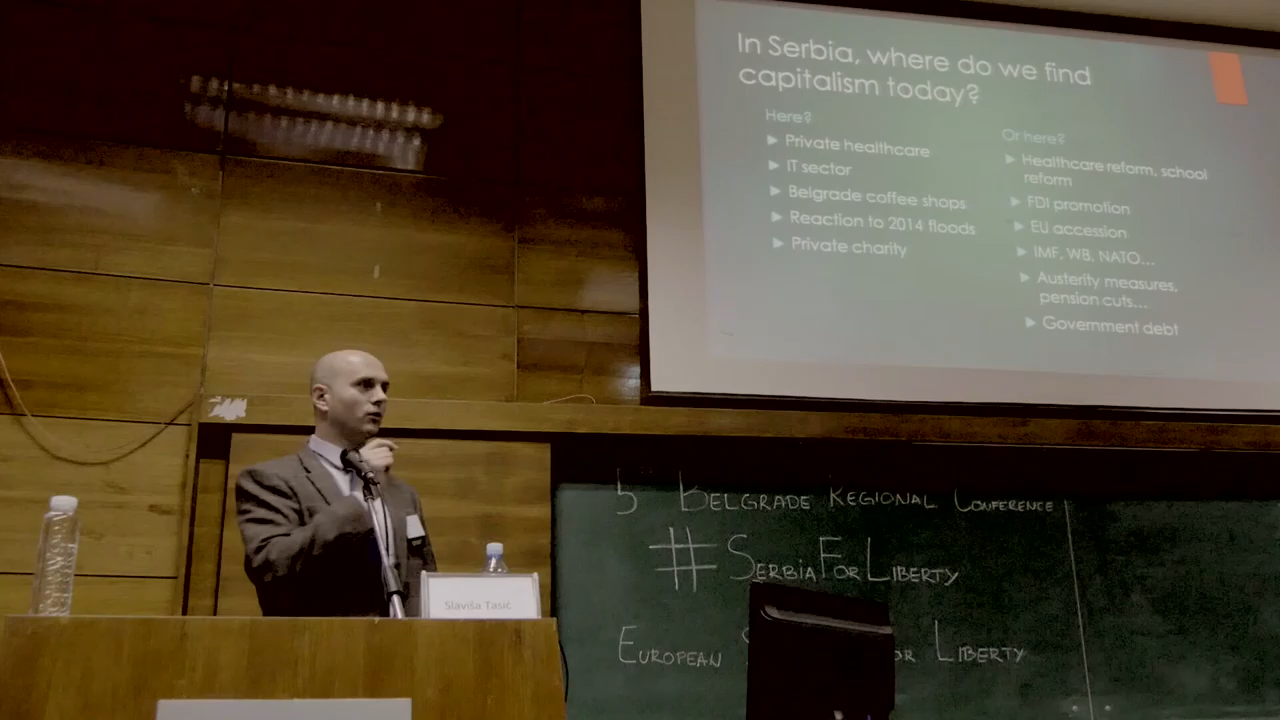 In Serbia, where do we find
capitalism today?
Here?
► Private healthcare
► IT sector
► Belgrade coffee shops
► Reaction to 2014 floods
► Private charity
Or here?
► Healthcare reform, school
reform
► FDI promotion
► EU accession
► IMF, WB, NATO...
► Austerity measures,
pension cuts....
► Government debt
5 BELGRADE REGIONAL CONFERENCE
#SERBIAFORLIBERTY
EUROPEAN LIBERTY
Slaviša Tasić